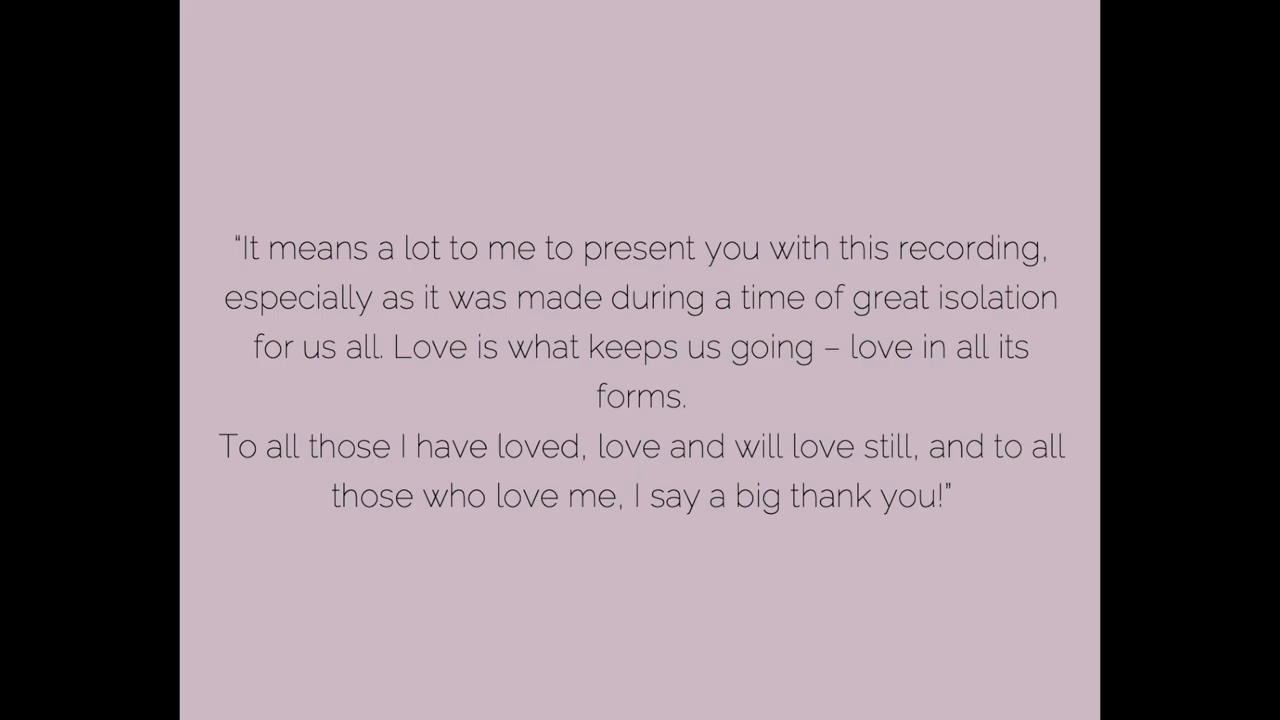 “It means a lot to me to present you with this recording,
especially as it was made during a time of great isolation
for us all. Love is what keeps us going – love in all its
forms.
To all those I have loved, love and will love still, and to all
those who love me, I say a big thank you!”